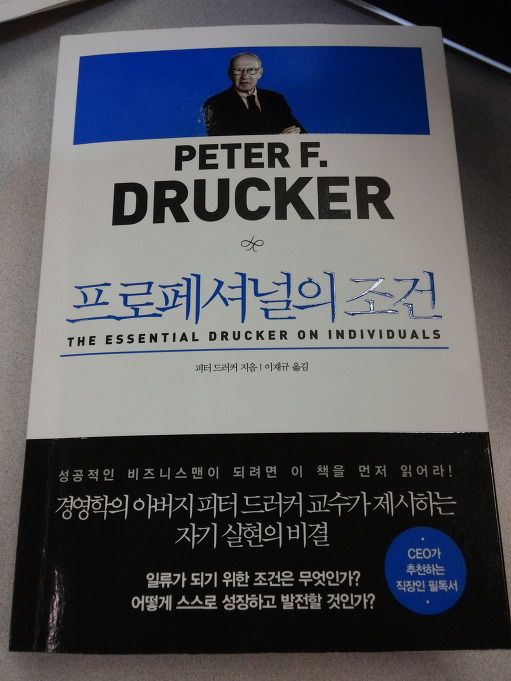 PETER F.
DRUCKER
프로페셔널의 조건
THE ESSENTIAL DRUCKER ON INDIVIDUALS
피터 드러커 지음 | 이재규 옮김
성공적인 비즈니스맨이 되려면 이 책을 먼저 읽어라!
경영학의 아버지 피터 드러커 교수가 제시하는
자기 실현의 비결
일류가 되기 위한 조건은 무엇인가?
어떻게 스스로 성장하고 발전할 것인가?
CEO가
추천하는
직장인 필독서